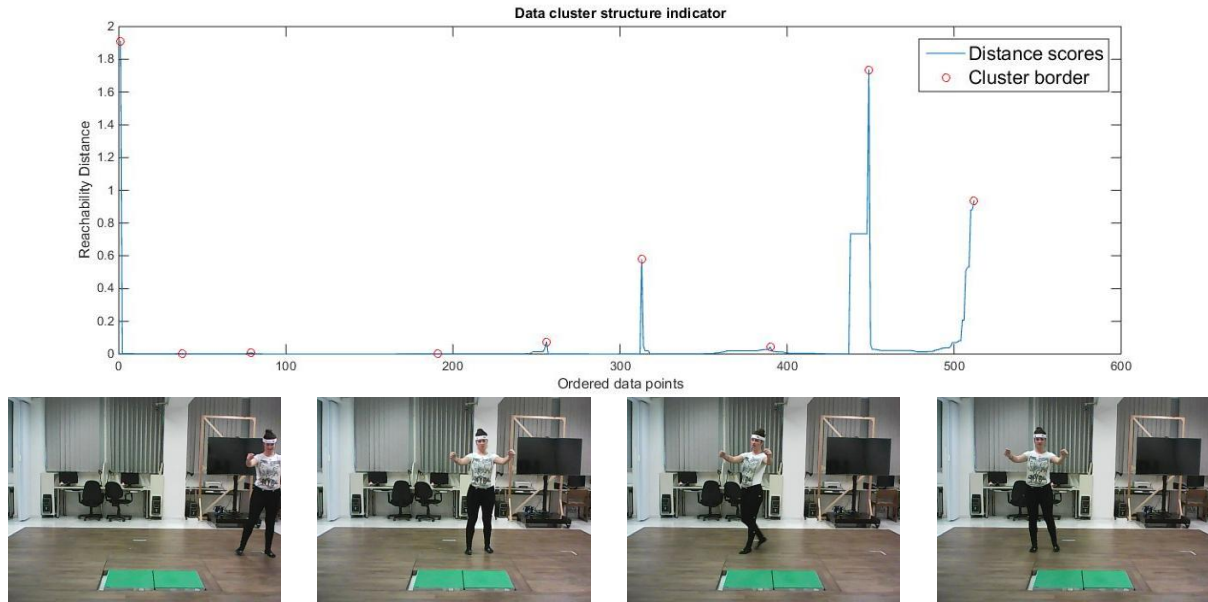 Data cluster structure indicator
Reachability Distance
2
1.8
1.6
1.4
1.2
1
0.8
0.6
0.4
0.2
0
Distance scores
Cluster border
0 100 200 300 400 500 600
Ordered data points